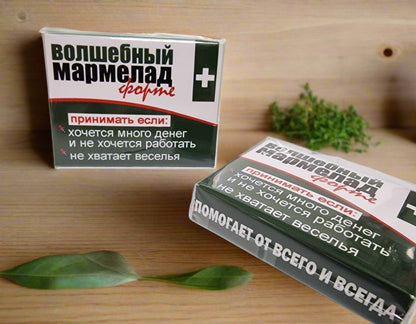 ВОЛШЕБНЫЙ
МАРМЕЛАД
форте
принимать если:
хочется много денег
и не хочется работать
не хватает веселья
ВОЛШЕБНЫЙ
МАРМЕЛАД
форте
принимать если:
хочется много денег
и не хочется работать
не хватает веселья
ПОМОГАЕТ ОТ ВСЕГО И ВСЕГДА